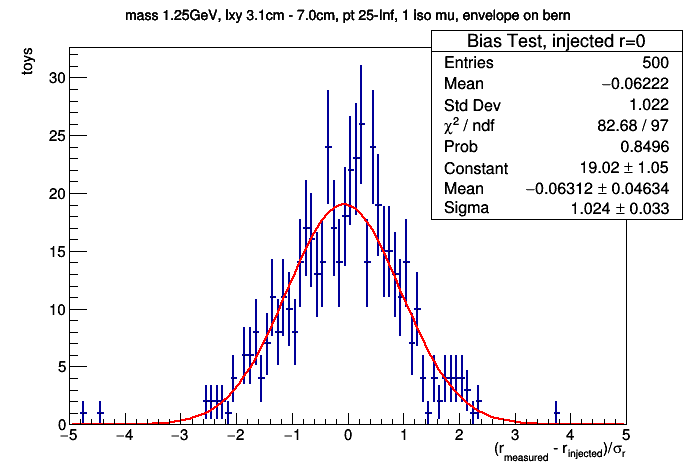 mass 1.25GeV, lxy 3.1cm - 7.0cm, pt 25-Inf, 1 Iso mu, envelope on bern
toys
Bias Test, injected r=0
Entries 500
Mean −0.06222
Std Dev 1.022
χ² / ndf 82.68 / 97
Prob 0.8496
Constant 19.02 ± 1.05
Mean −0.06312 ± 0.04634
Sigma 1.024 ± 0.033
30
25
20
15
10
5
0
−5 −4 −3 −2 −1 0 1 2 3 4 5
(r_measured - r_injected)/σ_r